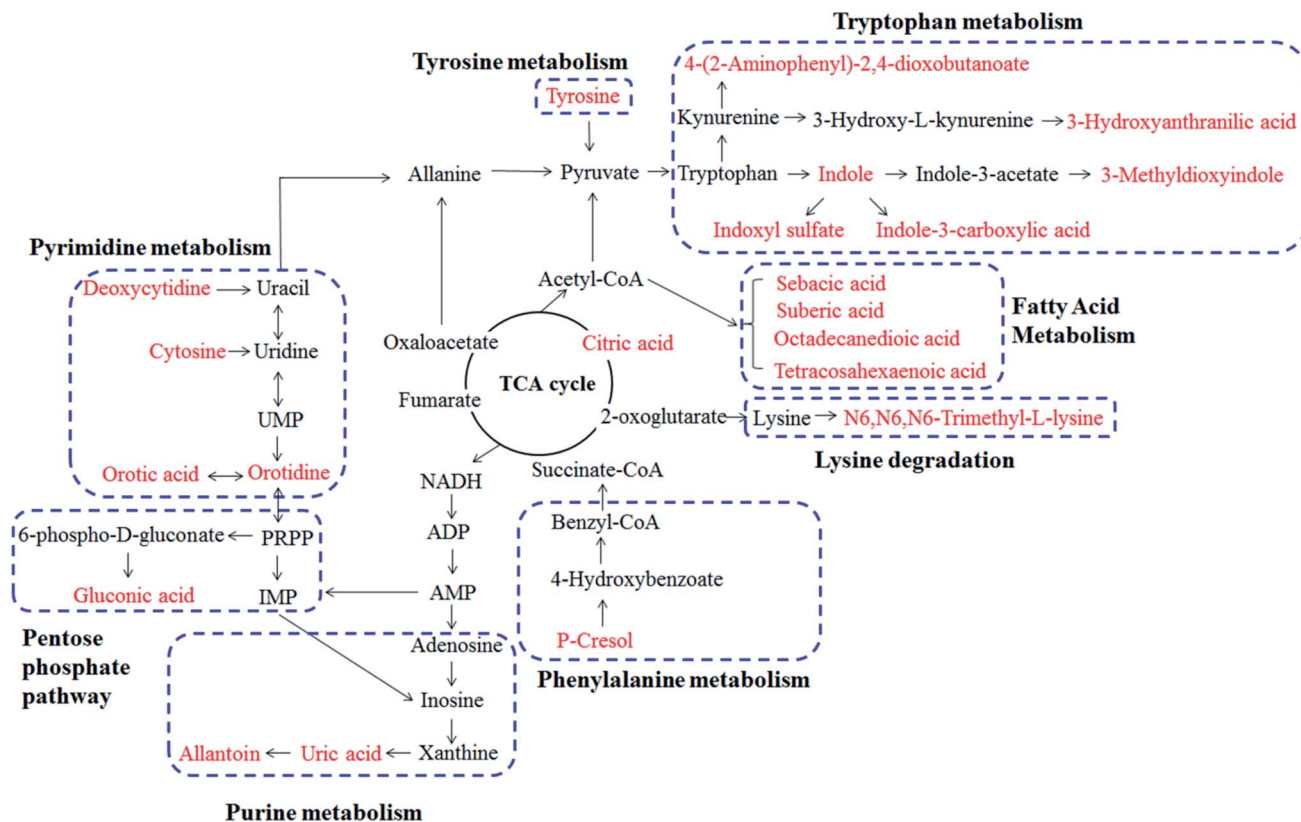 Tryptophan metabolism
4-(2-Aminophenyl)-2,4-dioxobutanoate
Kynurenine
3-Hydroxy-L-kynurenine
3-Hydroxyanthranilic acid
Tryptophan
Indole
Indole-3-acetate
3-Methyldioxyindole
Indoxyl sulfate
Indole-3-carboxylic acid
Tyrosine metabolism
Tyrosine
Allanine
Pyruvate
Acetyl-CoA
Pyrimidine metabolism
Deoxycytidine
Uracil
Cytosine
Uridine
UMP
Orotic acid
Orotidine
Oxaloacetate
Citric acid
TCA cycle
Fumarate
2-oxoglutarate
Succinate-CoA
Sebacic acid
Suberic acid
Octadecanedioic acid
Tetracosahexaenoic acid
Fatty Acid
Metabolism
Lysine
N6,N6,N6-Trimethyl-L-lysine
Lysine degradation
NADH
ADP
AMP
6-phospho-D-gluconate
PRPP
Gluconic acid
IMP
Pentose
phosphate
pathway
Benzyl-CoA
4-Hydroxybenzoate
P-Cresol
Phenylalanine metabolism
Adenosine
Inosine
Allantoin
Uric acid
Xanthine
Purine metabolism